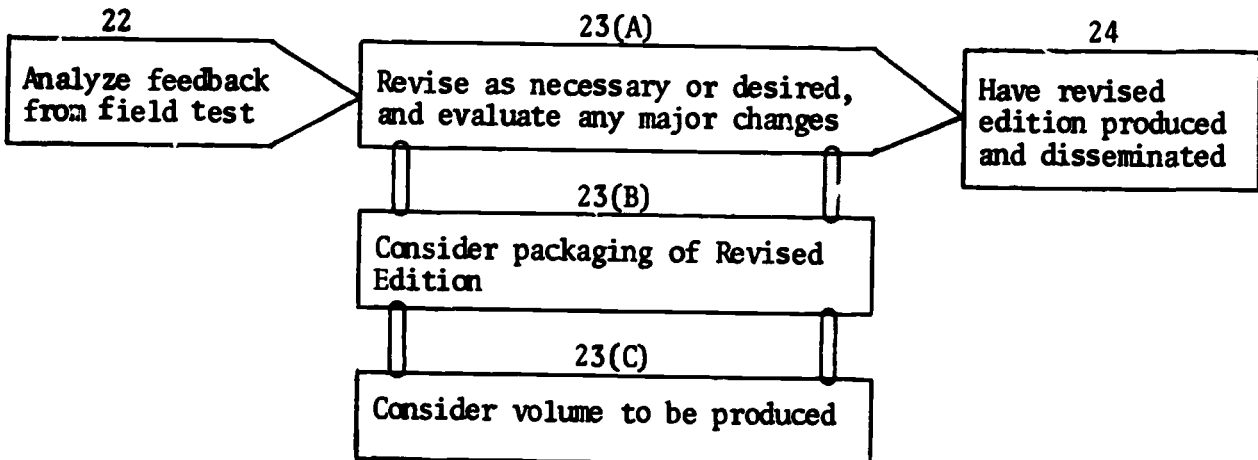 22
Analyze feedback
from field test
23(A)
Revise as necessary or desired,
and evaluate any major changes
24
Have revised
edition produced
and disseminated
23(B)
Consider packaging of Revised
Edition
23(C)
Consider volume to be produced